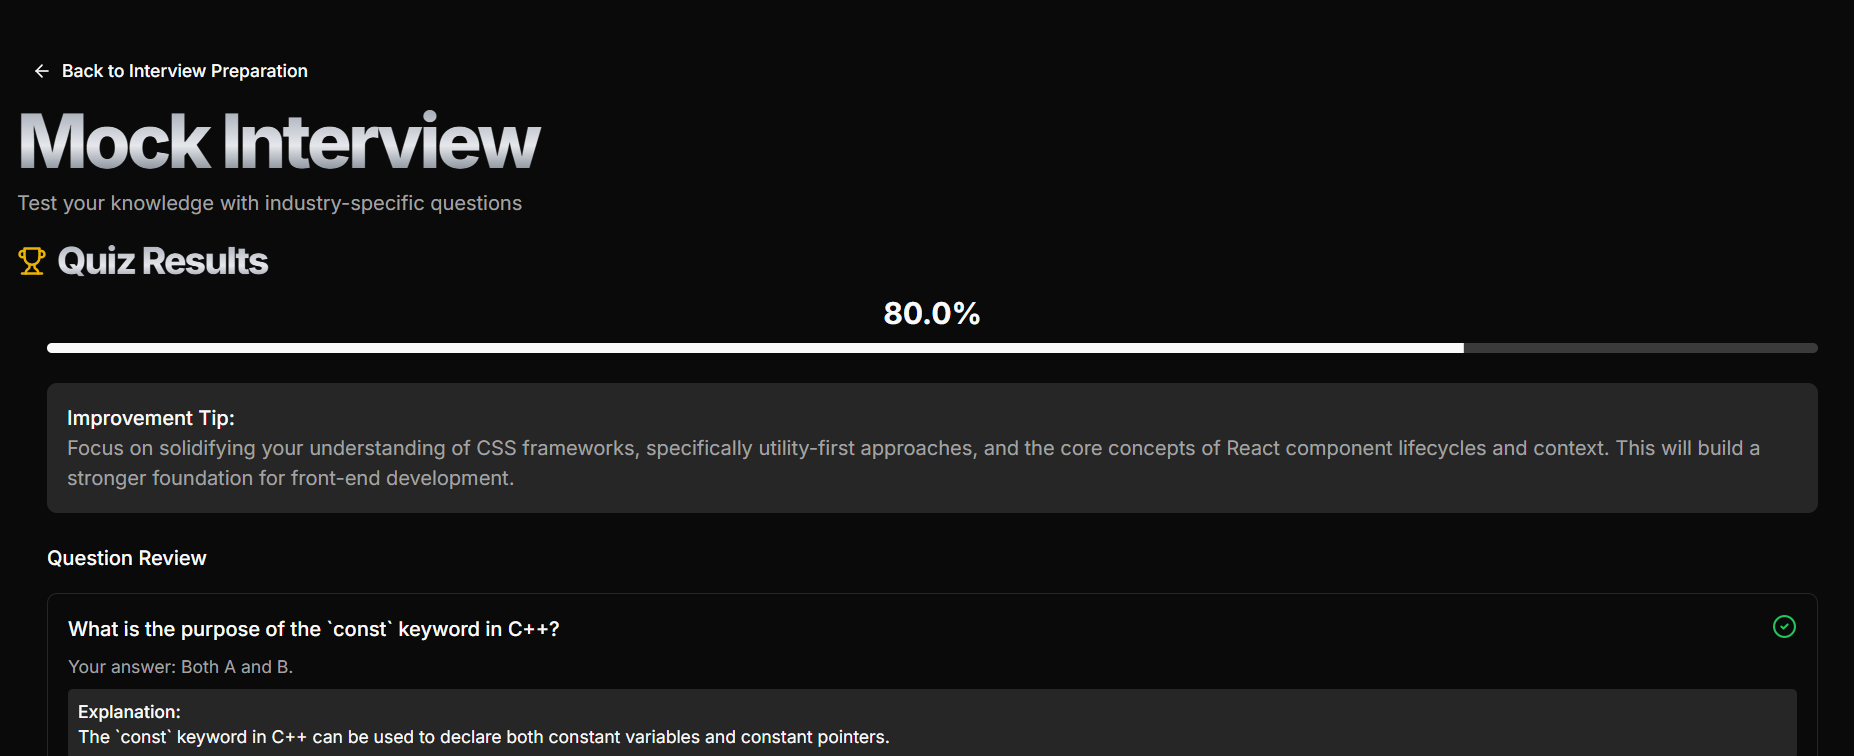 Back to Interview Preparation
Mock Interview
Test your knowledge with industry-specific questions
Quiz Results
80.0%
Improvement Tip:
Focus on solidifying your understanding of CSS frameworks, specifically utility-first approaches, and the core concepts of React component lifecycles and context. This will build a
stronger foundation for front-end development.
Question Review
What is the purpose of the `const` keyword in C++?
Your answer: Both A and B.
Explanation:
The `const` keyword in C++ can be used to declare both constant variables and constant pointers.